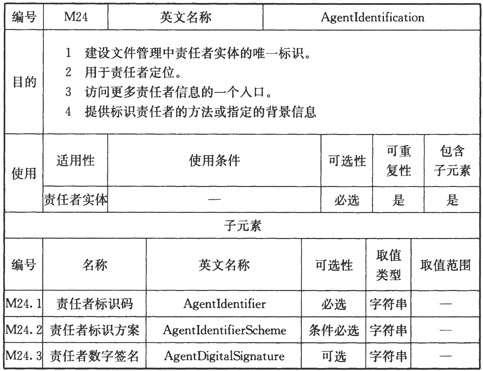 编号 M24 英文名称 AgentIdentification
目的
1 建设文件管理中责任者实体的唯一标识。
2 用于责任者定位。
3 访问更多责任者信息的一个入口。
4 提供标识责任者的方法或指定的背景信息
使用 适用性 使用条件 可选性 可重复性 包含子元素
责任者实体 — 必选 是 是
子元素
编号 名称 英文名称 可选性 取值类型 取值范围
M24.1 责任者标识码 AgentIdentifier 必选 字符串 —
M24.2 责任者标识方案 AgentIdentifierScheme 条件必选 字符串 —
M24.3 责任者数字签名 AgentDigitalSignature 可选 字符串 —